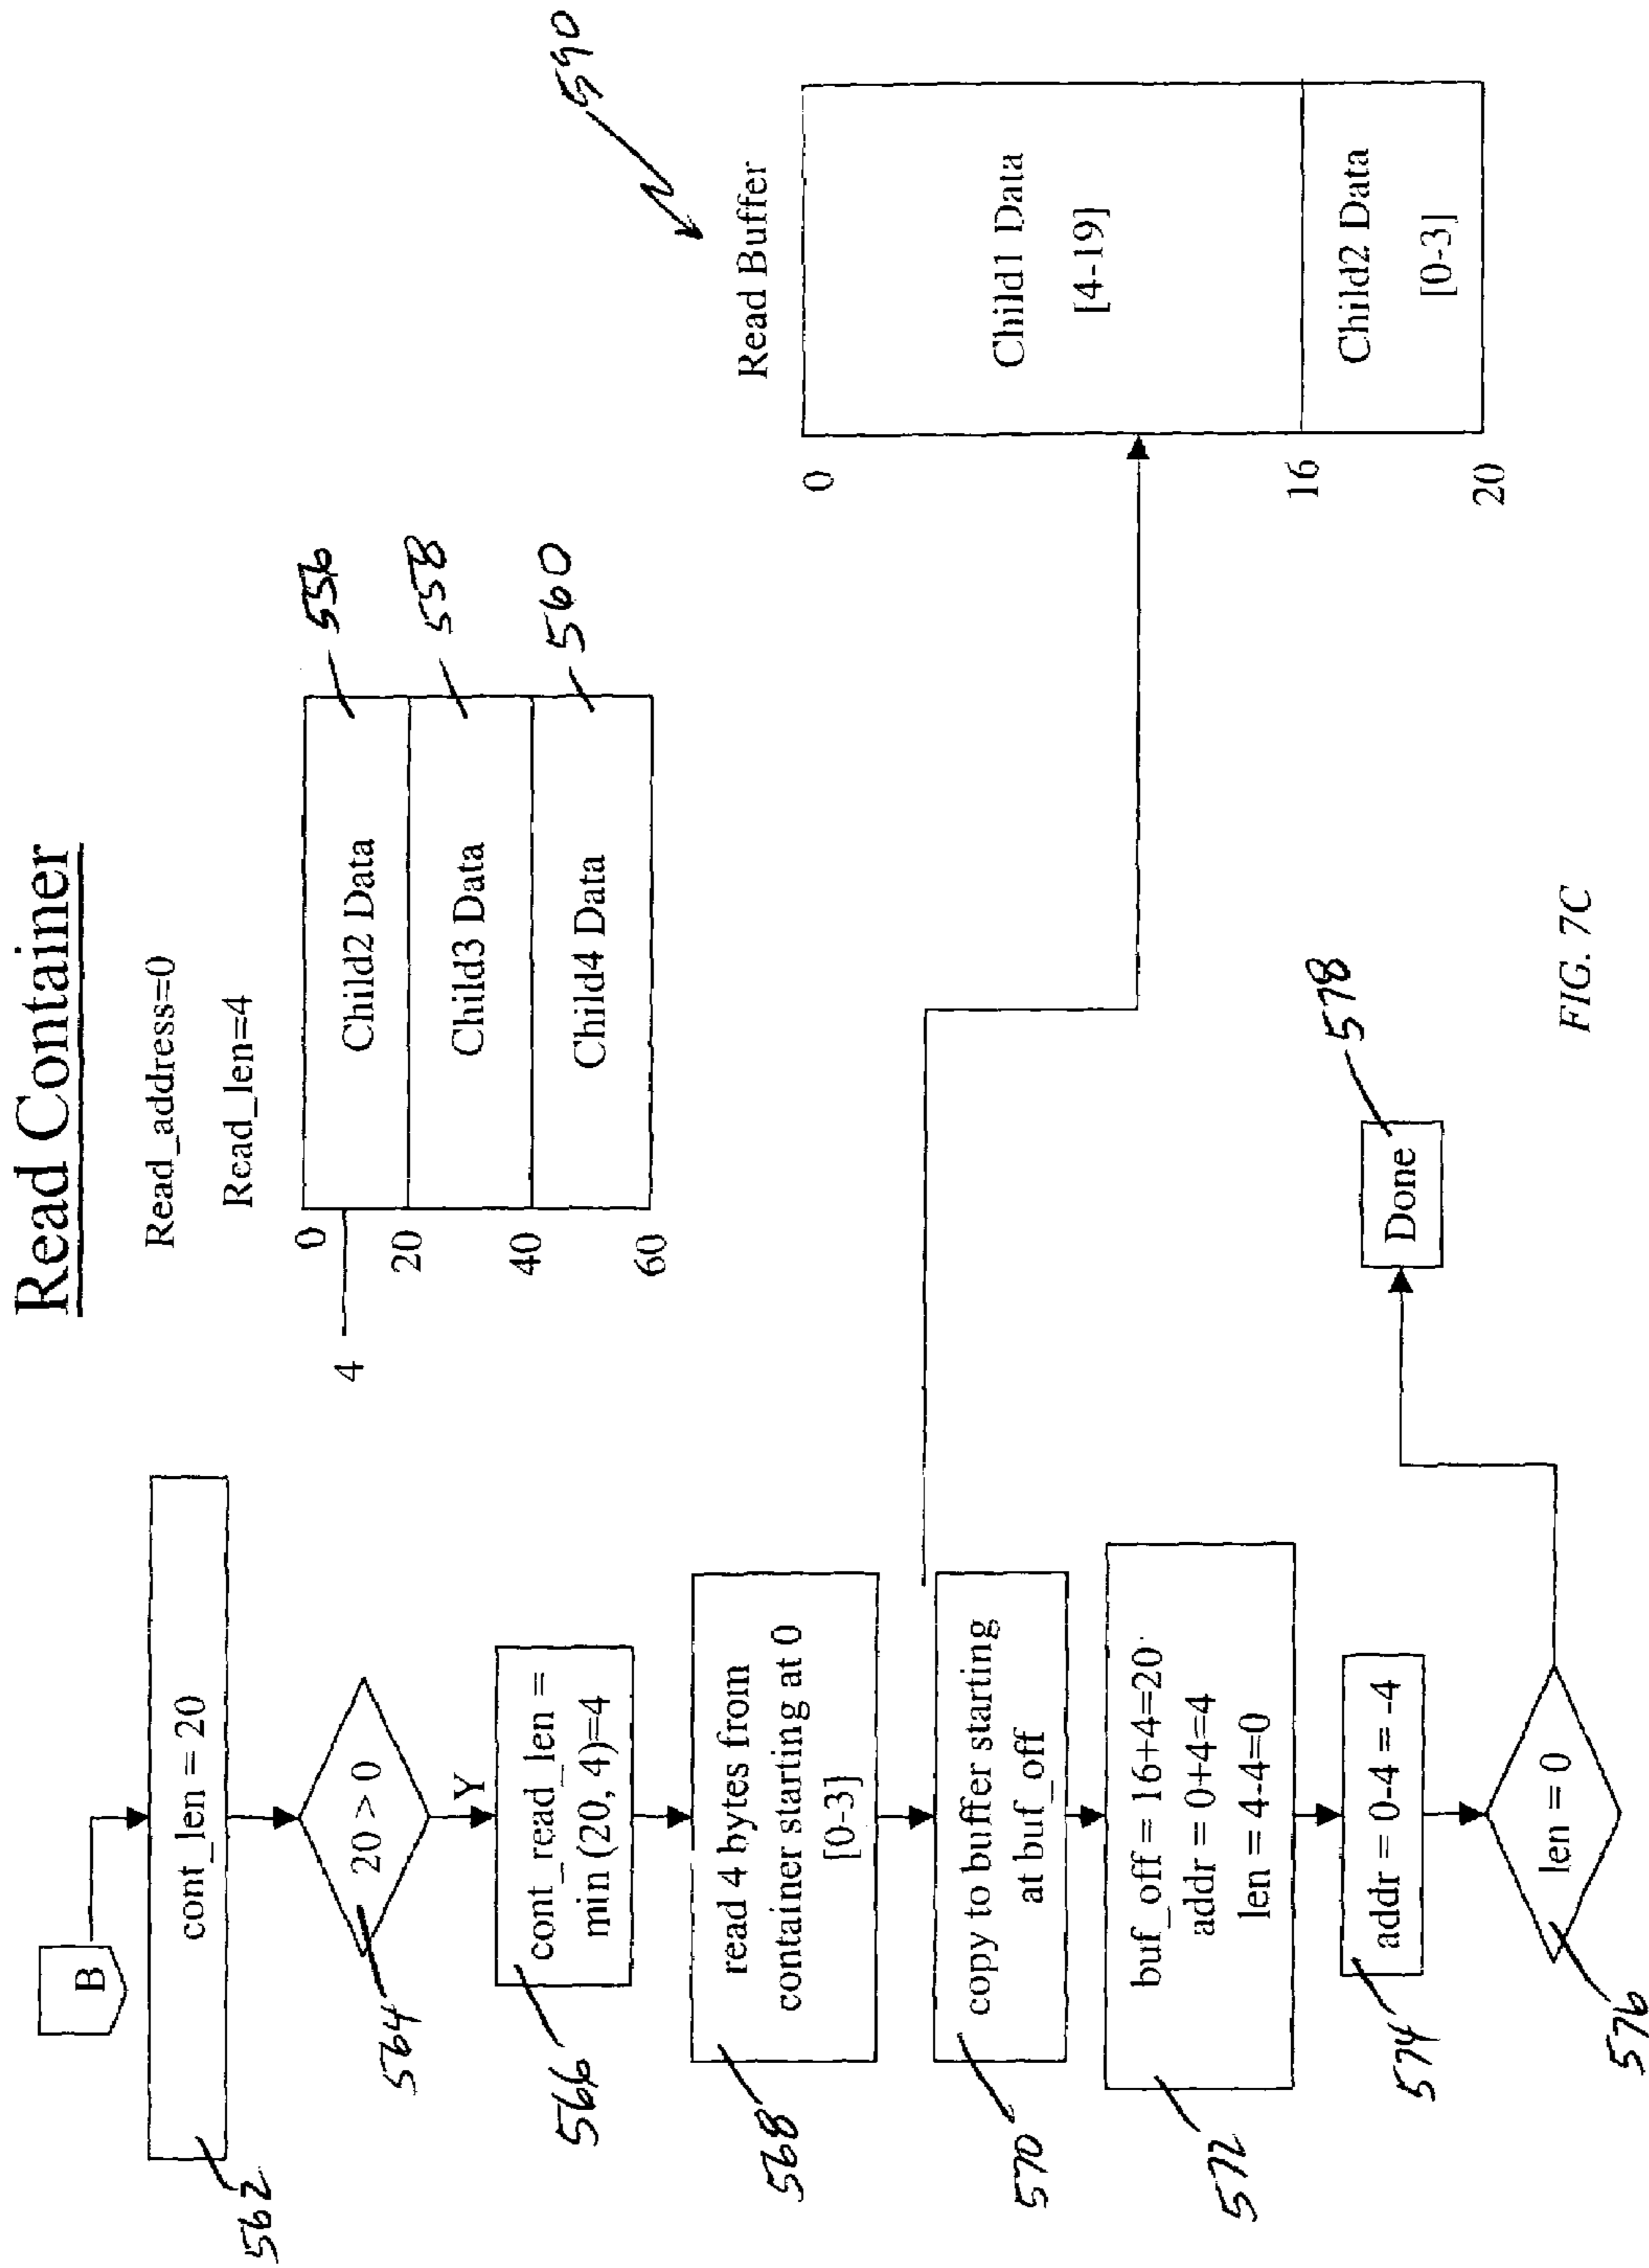 Read Container
Read_address=0
Read_len=4
B
cont_len = 20
562
20 > 0
564
Y
cont_read_len =
min (20, 4)=4
566
read 4 bytes from
container starting at 0
[0-3]
568
copy to buffer starting
at buf_off
570
buf_off = 16+4=20
addr = 0+4=4
len = 4-4=0
572
addr = 0-4 = -4
574
len = 0
576
Done
578
0
4
20
40
60
Child2 Data
556
Child3 Data
558
Child4 Data
560
Read Buffer
590
0
Child1 Data
[4-19]
16
Child2 Data
[0-3]
20
FIG. 7C